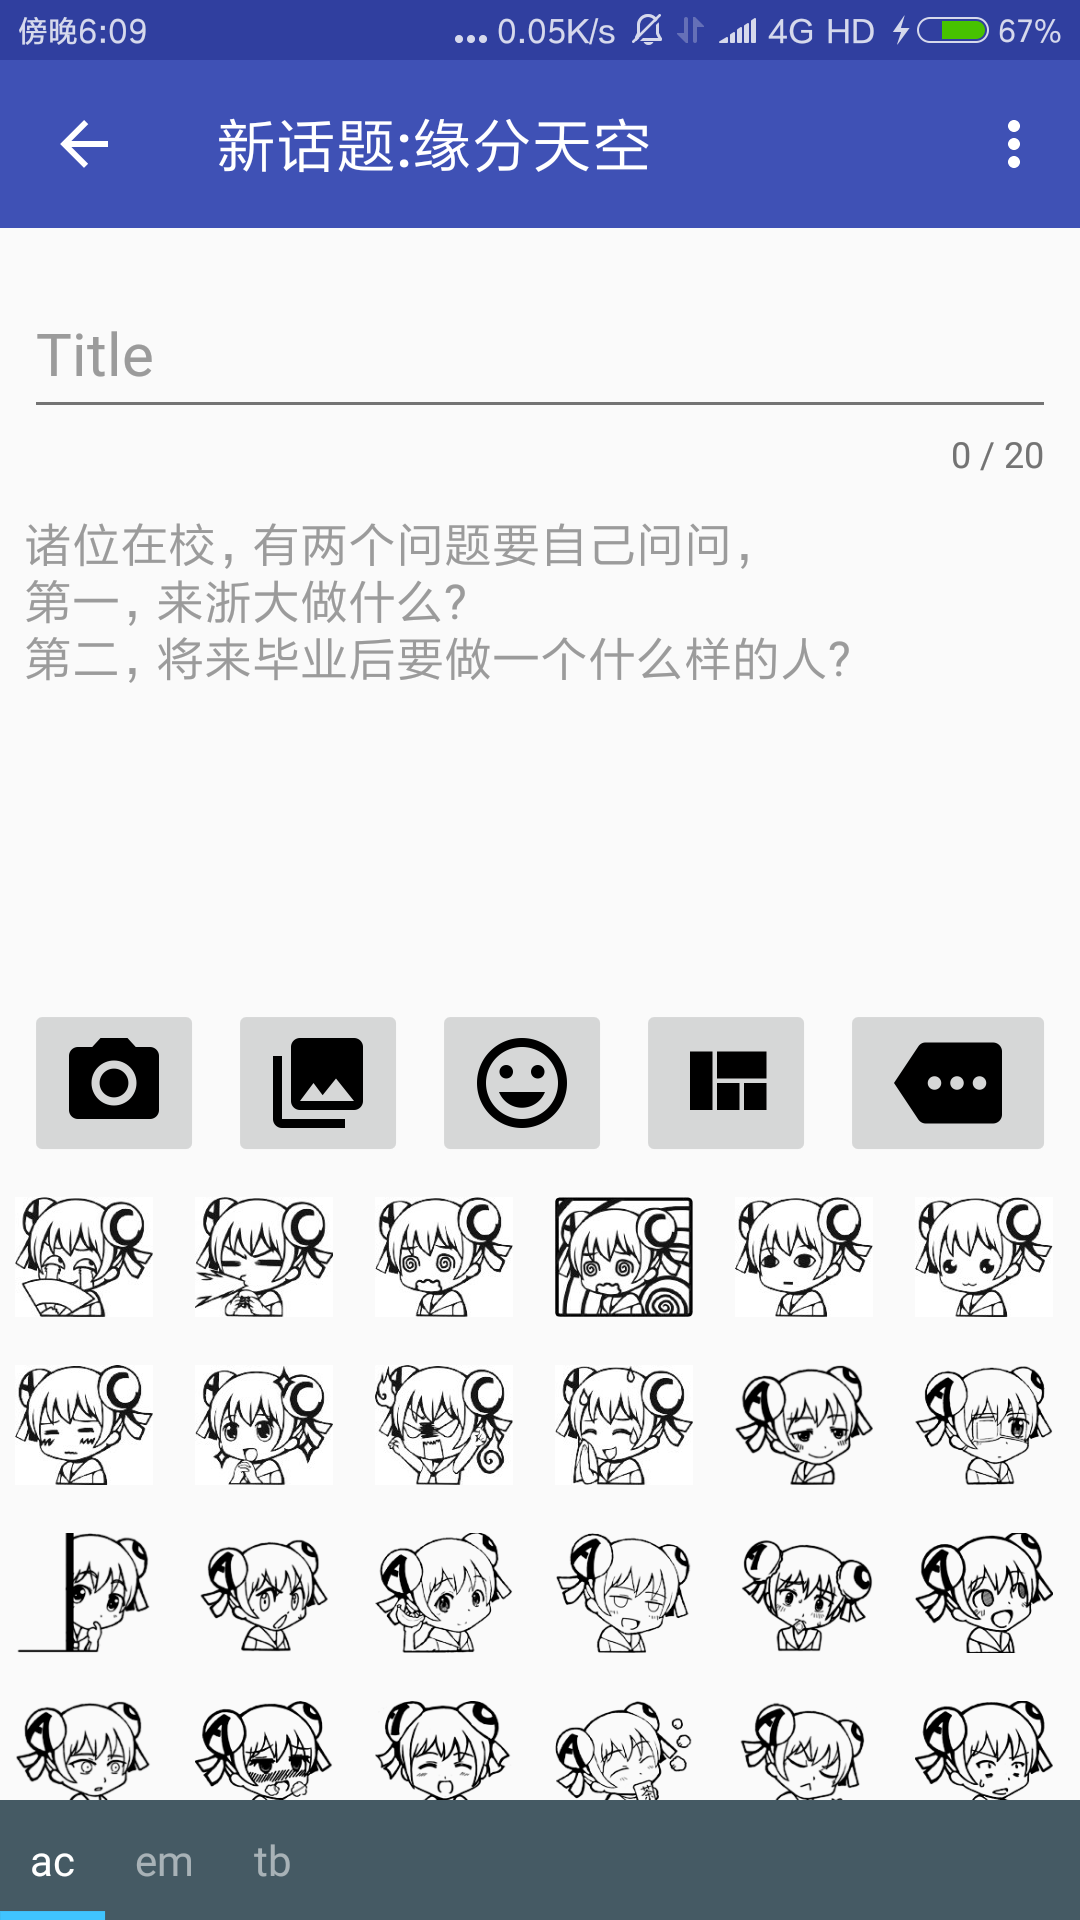 傍晚6:09
... 0.05K/s 4G HD 67%
新话题:缘分天空
Title
0 / 20
诸位在校，有两个问题要自己问问，
第一，来浙大做什么？
第二，将来毕业后要做一个什么样的人？
ac em tb